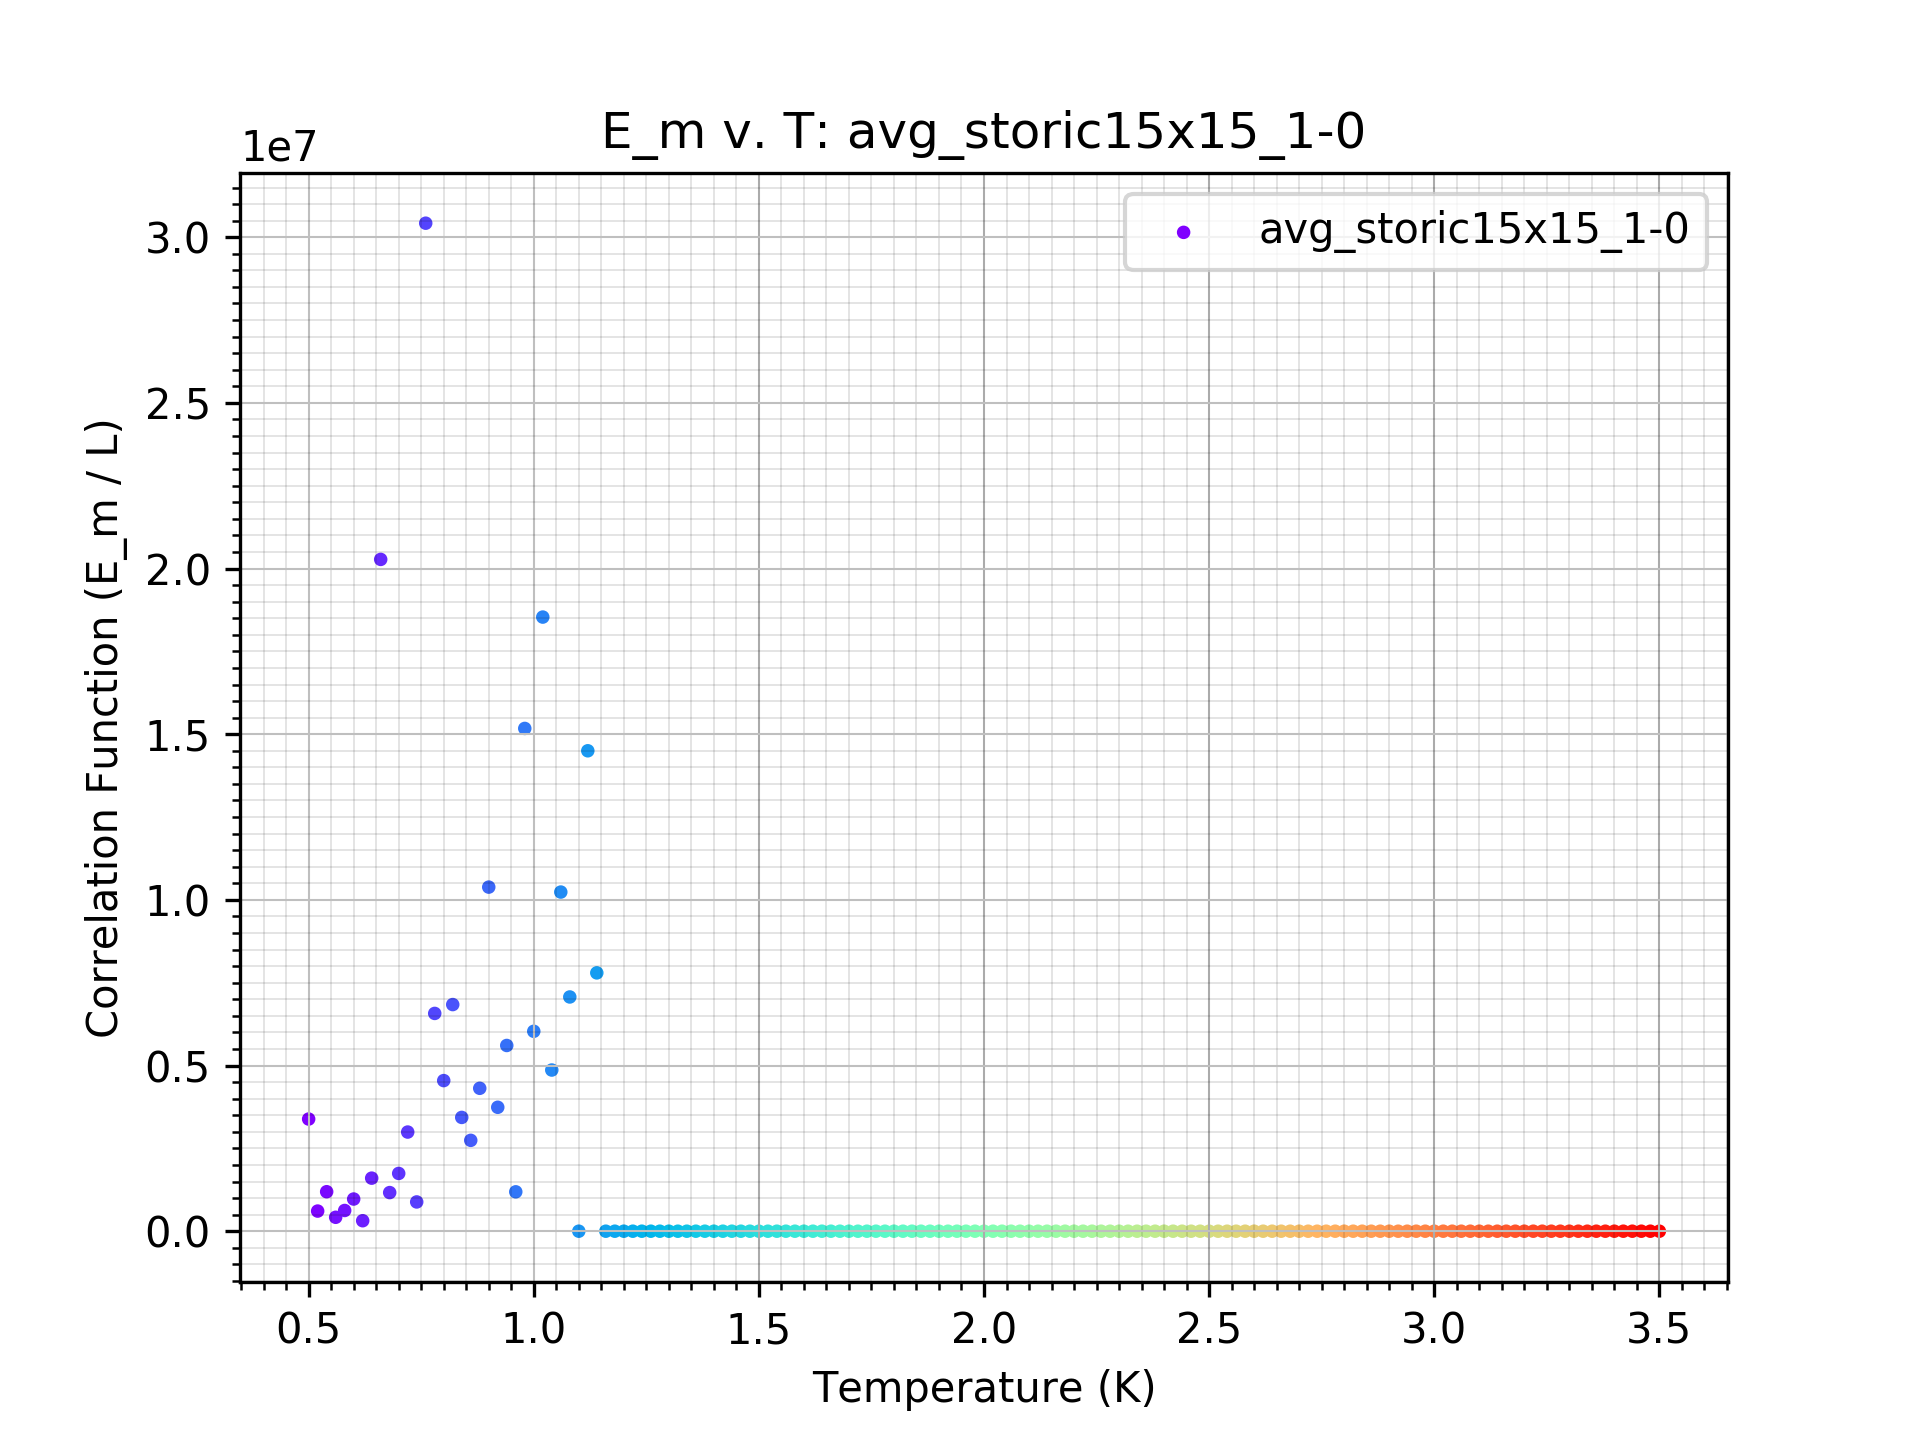 E_m v. T: avg_storic15x15_1-0
1e7
avg_storic15x15_1-0
3.0
2.5
2.0
1.5
1.0
0.5
0.0
Correlation Function (E_m / L)
0.5 1.0 1.5 2.0 2.5 3.0 3.5
Temperature (K)